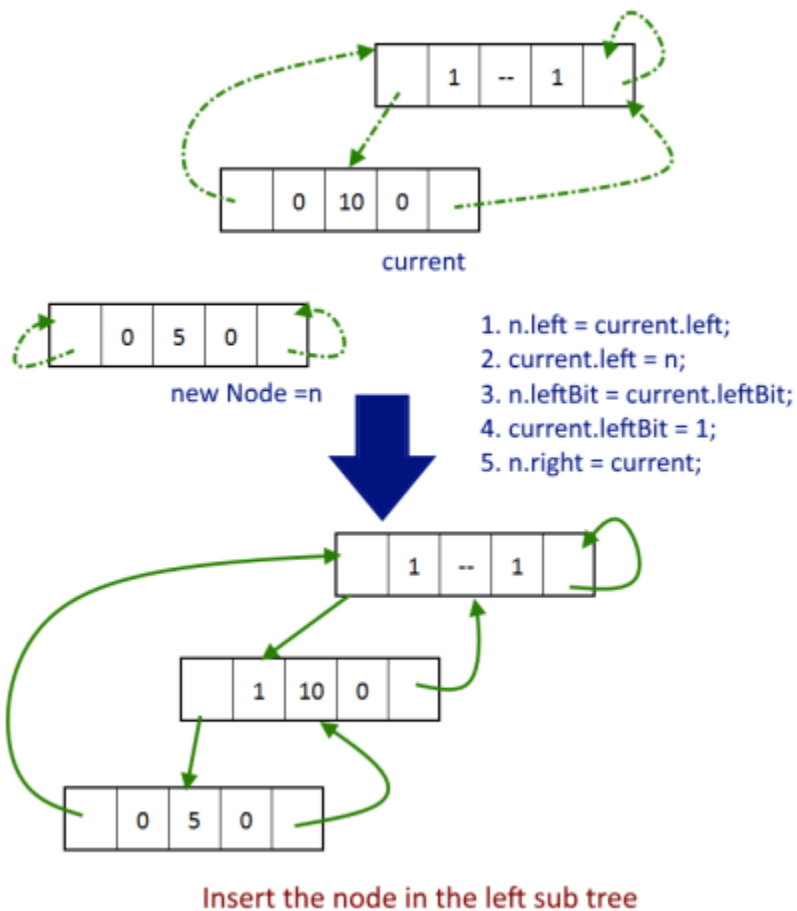 1 -- 1
0 10 0
current
0 5 0
new Node =n
1. n.left = current.left;
2. current.left = n;
3. n.leftBit = current.leftBit;
4. current.leftBit = 1;
5. n.right = current;
1 -- 1
1 10 0
0 5 0
Insert the node in the left sub tree